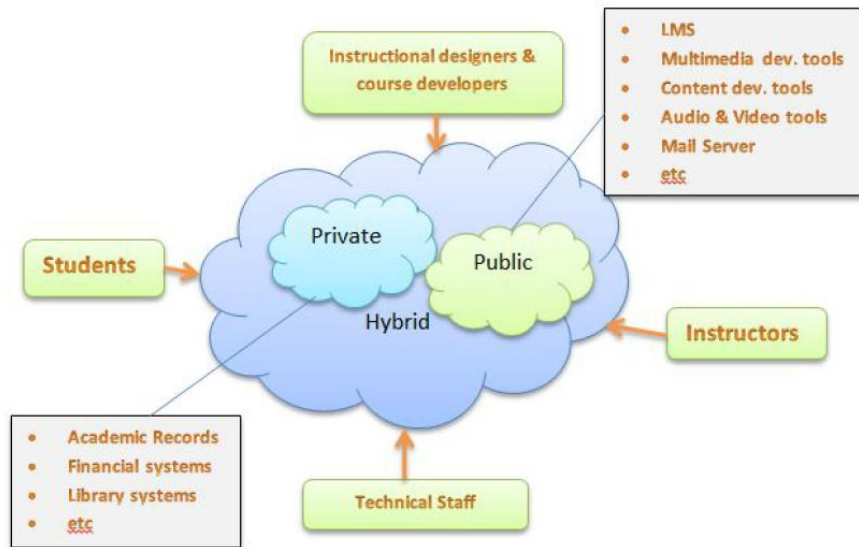 Instructional designers &
course developers
• LMS
• Multimedia dev. tools
• Content dev. tools
• Audio & Video tools
• Mail Server
• etc
Private
Public
Hybrid
Students
Instructors
• Academic Records
• Financial systems
• Library systems
• etc
Technical Staff